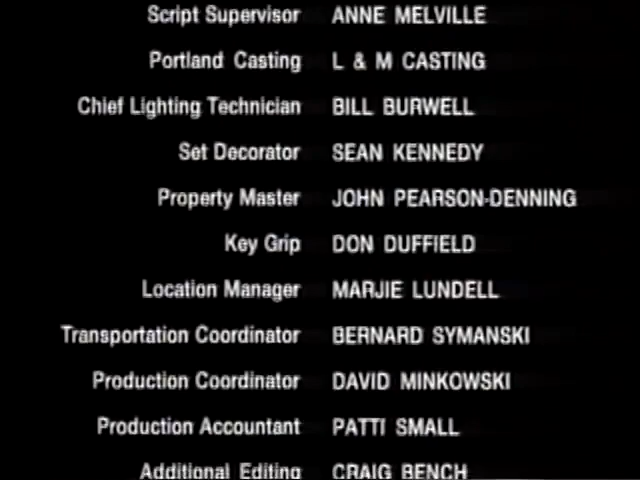 Script Supervisor ANNE MELVILLE
Portland Casting L & M CASTING
Chief Lighting Technician BILL BURWELL
Set Decorator SEAN KENNEDY
Property Master JOHN PEARSON-DENNING
Key Grip DON DUFFIELD
Location Manager MARJIE LUNDELL
Transportation Coordinator BERNARD SYMANSKI
Production Coordinator DAVID MINKOWSKI
Production Accountant PATTI SMALL
Additional Editing CRAIG BENCH